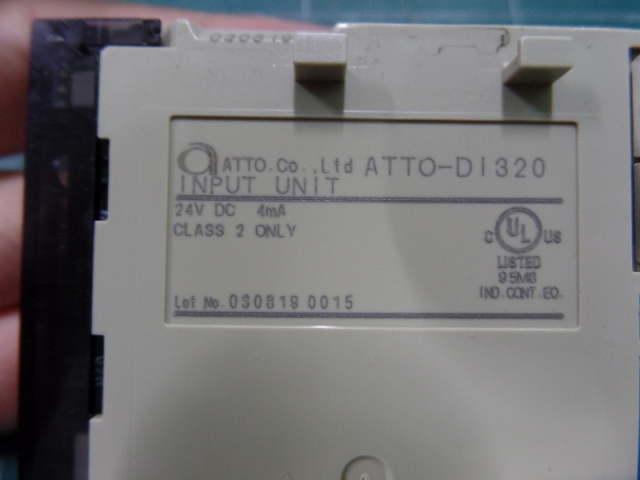 ATTO.Co.,Ltd ATTO-DI320
INPUT UNIT
24V DC 4mA
CLASS 2 ONLY
C UL US
LISTED
95M8
IND.CONT.EQ.
Lot No. 030819 0015